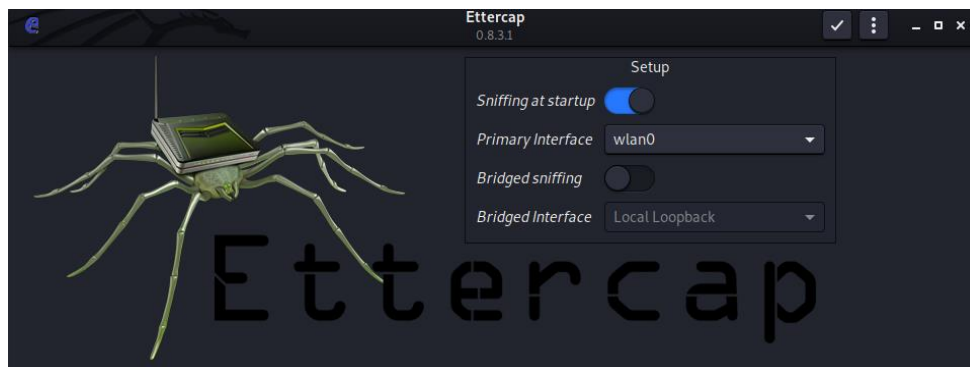 Ettercap
0.8.3.1
Setup
Sniffing at startup
Primary Interface wlan0
Bridged sniffing
Bridged Interface Local Loopback
Ettercap